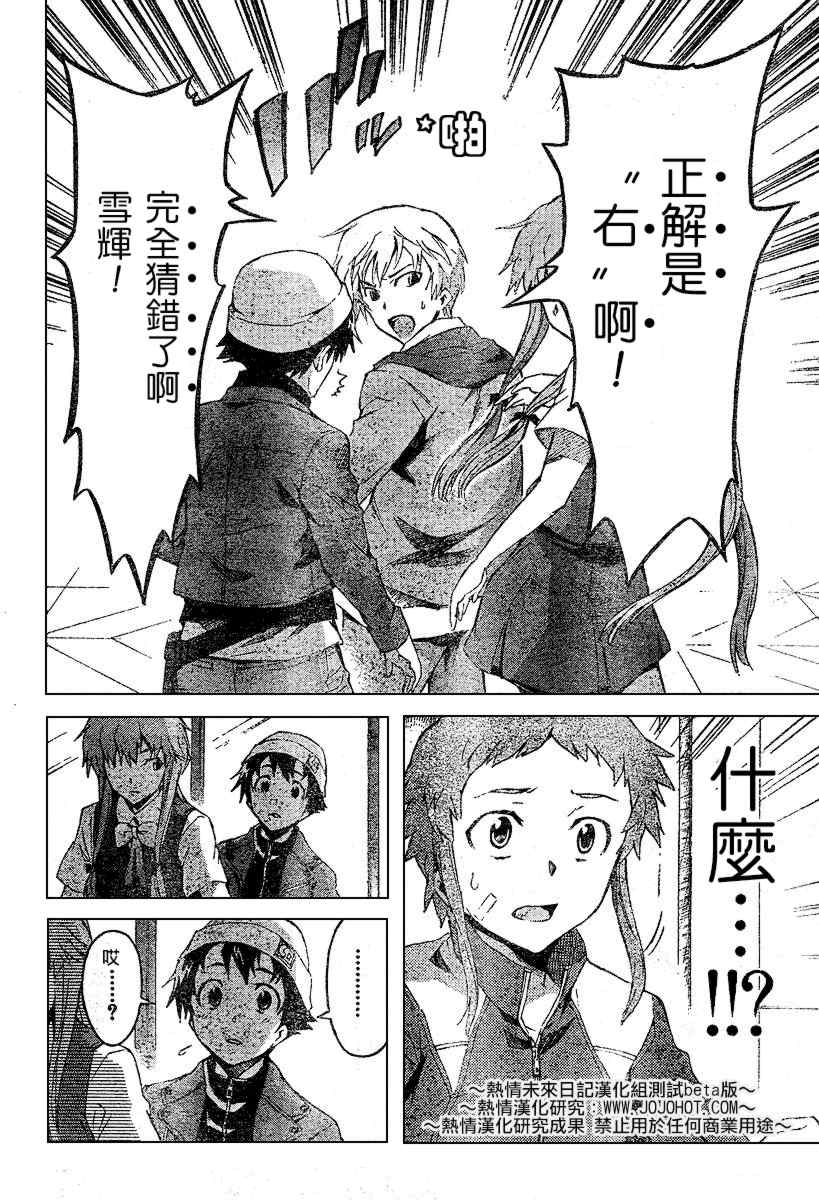 正解是
〝右〞啊！
啪
完全猜錯了啊
雪輝！
什麼…!!?
………
哎……？
～熱情未來日記漢化組測試beta版～
～熱情漢化研究：WWW.JOJOHOT.COM～
～熱情漢化研究成果 禁止用於任何商業用途～